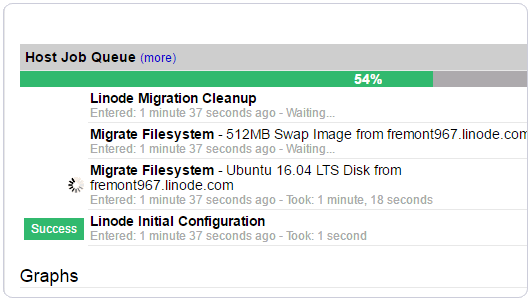 Host Job Queue (more)
54%
Linode Migration Cleanup
Entered: 1 minute 37 seconds ago - Waiting...
Migrate Filesystem - 512MB Swap Image from fremont967.linode.com
Entered: 1 minute 37 seconds ago - Waiting...
Migrate Filesystem - Ubuntu 16.04 LTS Disk from
fremont967.linode.com
Entered: 1 minute 37 seconds ago - Took: 1 minute, 18 seconds
Success
Linode Initial Configuration
Entered: 1 minute 37 seconds ago - Took: 1 second
Graphs